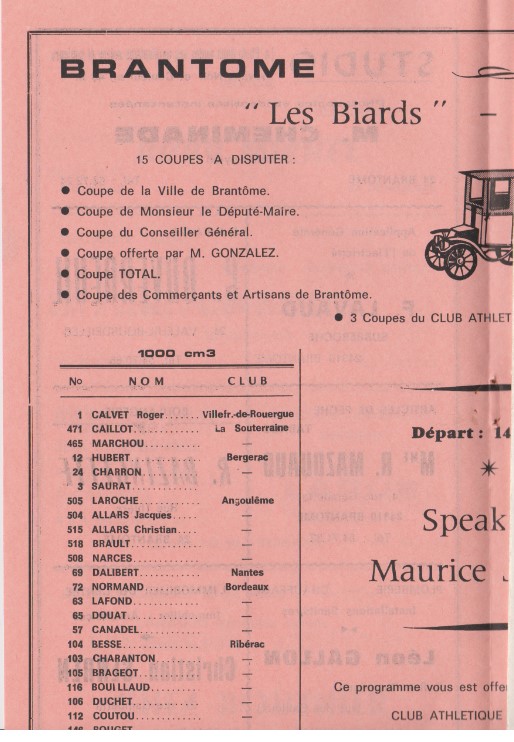 BRANTOME
“ Les Biards ” —
15 COUPES A DISPUTER :
● Coupe de la Ville de Brantôme.
● Coupe de Monsieur le Député-Maire.
● Coupe du Conseiller Général.
● Coupe offerte par M. GONZALEZ.
● Coupe TOTAL.
● Coupe des Commerçants et Artisans de Brantôme.
● 3 Coupes du CLUB ATHLET
1000 cm3
No NOM CLUB
1 CALVET Roger........ Villefr.-de-Rouergue
471 CAILLOT............ La Souterraine
465 MARCHOU........... —
12 HUBERT............. Bergerac
24 CHARRON........... —
3 SAURAT............. —
505 LAROCHE........... Angoulême
504 ALLARS Jacques...... —
515 ALLARS Christian..... —
518 BRAULT............ —
508 NARCES............ —
69 DALIBERT........... Nantes
72 NORMAND........... Bordeaux
63 LAFOND............ —
65 DOUAT............. —
57 CANADEL........... —
104 BESSE............. Ribérac
103 CHARANTON......... —
105 BRAGEOT........... —
116 BOUILLAUD......... —
106 DUCHET............ —
112 COUTOU............ —
Départ : 14
Speak
Maurice
Ce programme vous est offe
CLUB ATHLETIQUE